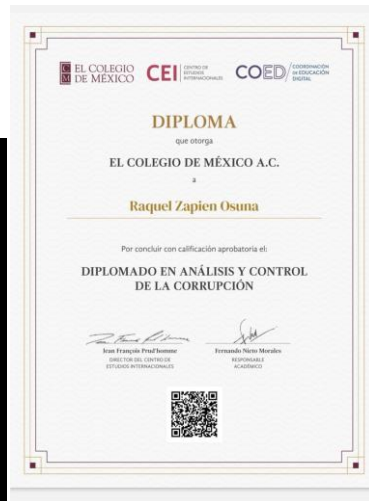 EL COLEGIO
DE MÉXICO
CEI
CENTRO DE
ESTUDIOS
INTERNACIONALES
COED
COORDINACIÓN
DE EDUCACIÓN
DIGITAL
DIPLOMA
que otorga
EL COLEGIO DE MÉXICO A.C.
a
Raquel Zapien Osuna
Por concluir con calificación aprobatoria el:
DIPLOMADO EN ANÁLISIS Y CONTROL
DE LA CORRUPCIÓN
Jean François Prud'homme
DIRECTOR DEL CENTRO DE
ESTUDIOS INTERNACIONALES
Fernando Nieto Morales
RESPONSABLE
ACADÉMICO